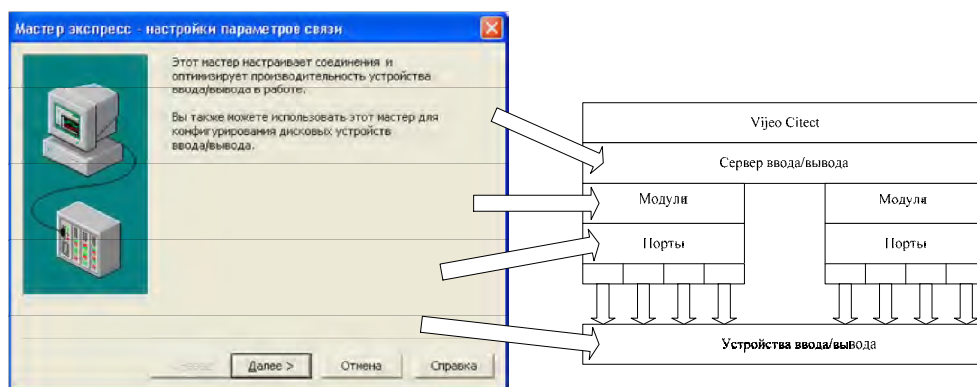 Мастер экспресс - настройки параметров связи
Этот мастер настраивает соединения и
оптимизирует производительность устройства
ввода/вывода в работе.
Вы также можете использовать этот мастер для
конфигурирования дисковых устройств
ввода/вывода.
Далее >
Отмена
Справка
Vijeo Citect
Сервер ввода/вывода
Модули
Модули
Порты
Порты
Устройства ввода/вывода